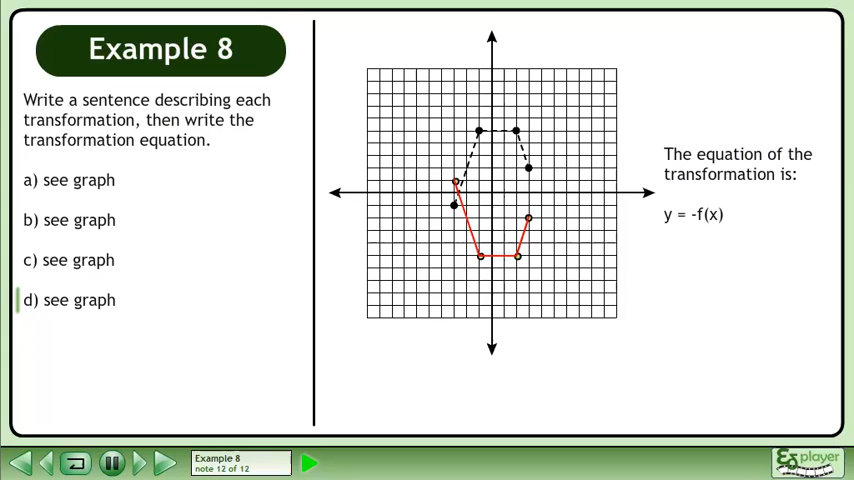 Example 8
Write a sentence describing each
transformation, then write the
transformation equation.
a) see graph
b) see graph
c) see graph
d) see graph
The equation of the
transformation is:
y = -f(x)
Example 8
note 12 of 12
player